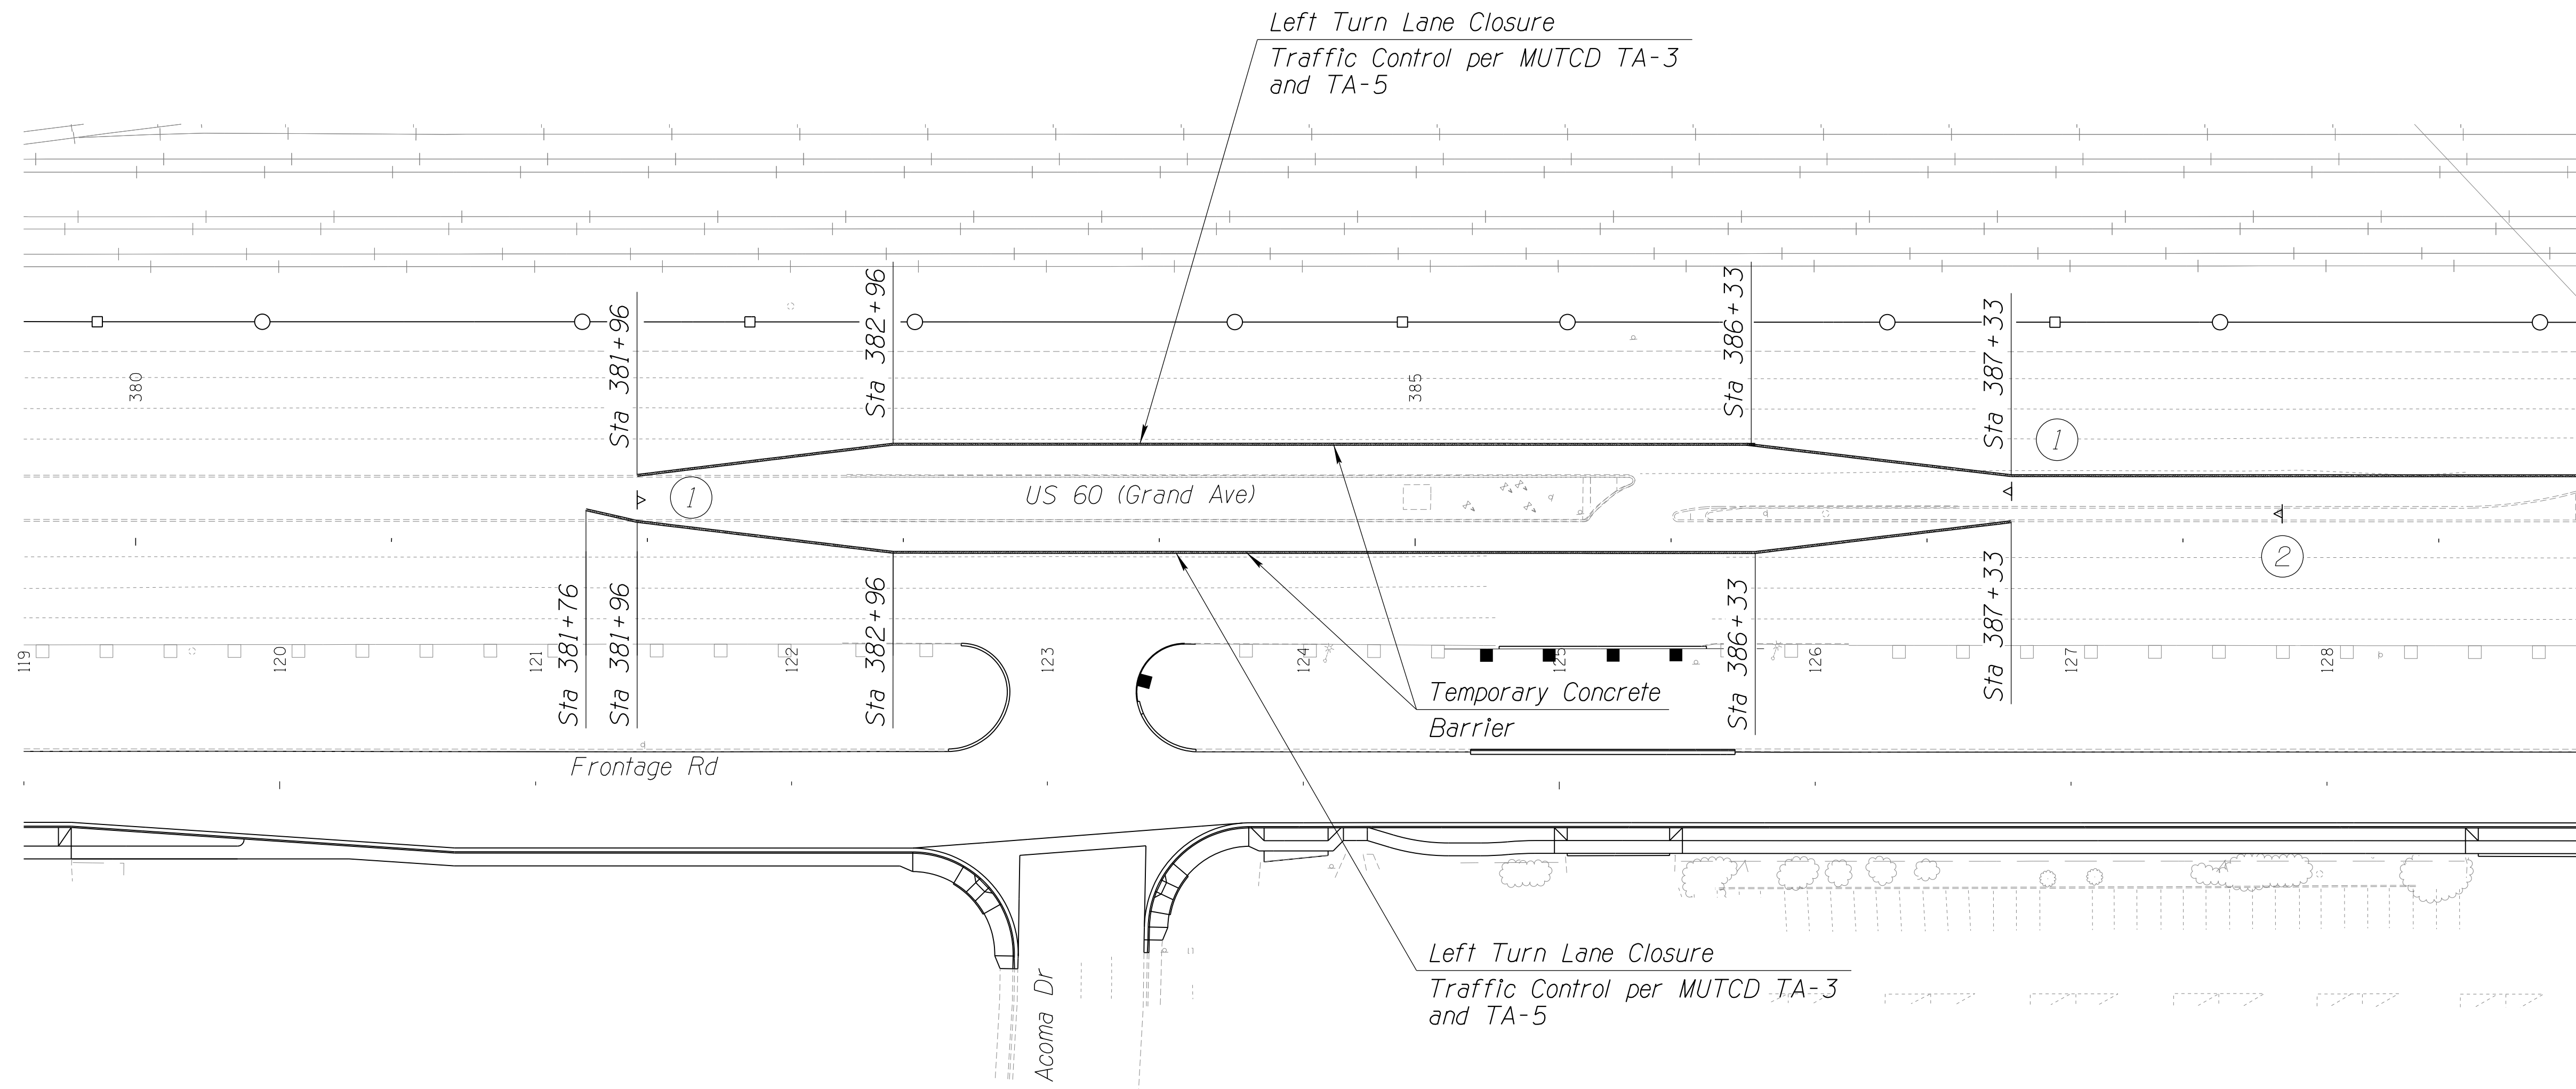 Left Turn Lane Closure
Traffic Control per MUTCD TA-3
and TA-5
380
385
Sta 381+96
Sta 382+96
Sta 386+33
Sta 387+33
1
1
2
US 60 (Grand Ave)
Sta 381+76
Sta 381+96
Sta 382+96
Sta 386+33
Sta 387+33
119
120
121
122
123
124
125
126
127
128
Temporary Concrete
Barrier
Frontage Rd
Left Turn Lane Closure
Traffic Control per MUTCD TA-3
and TA-5
Acoma Dr